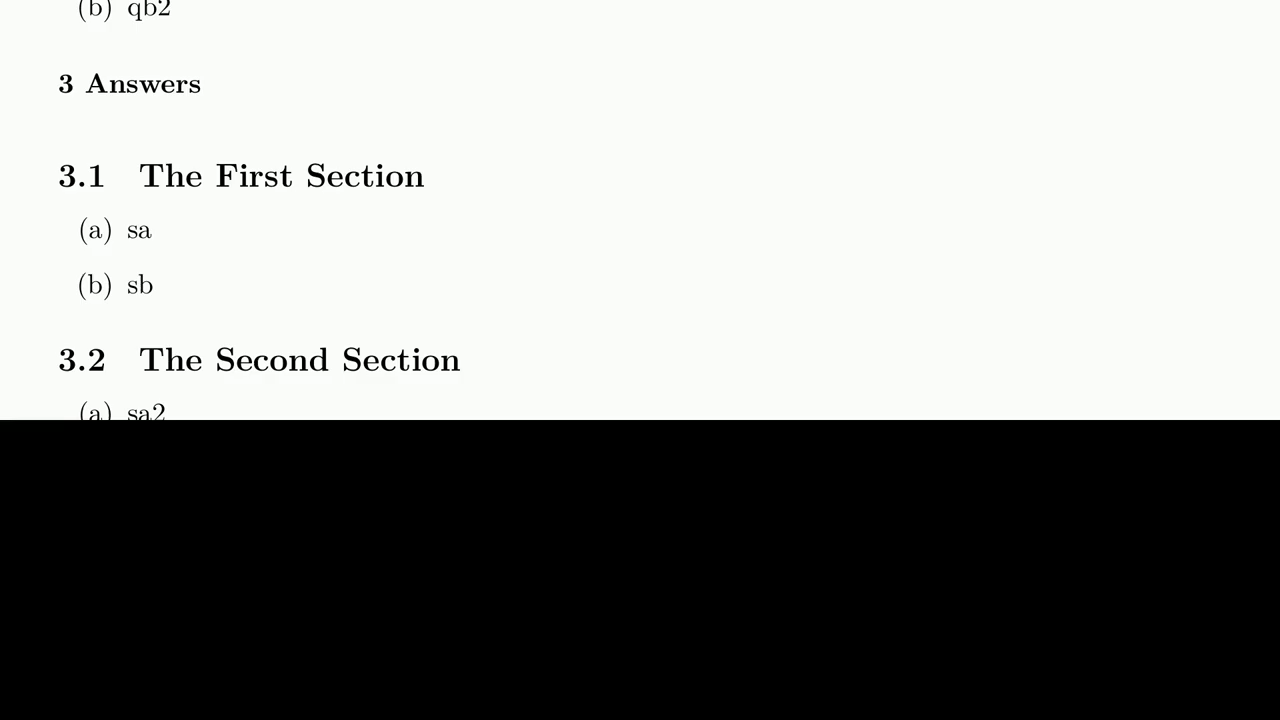 (b) qb2
3 Answers
3.1 The First Section
(a) sa
(b) sb
3.2 The Second Section
(a) sa2